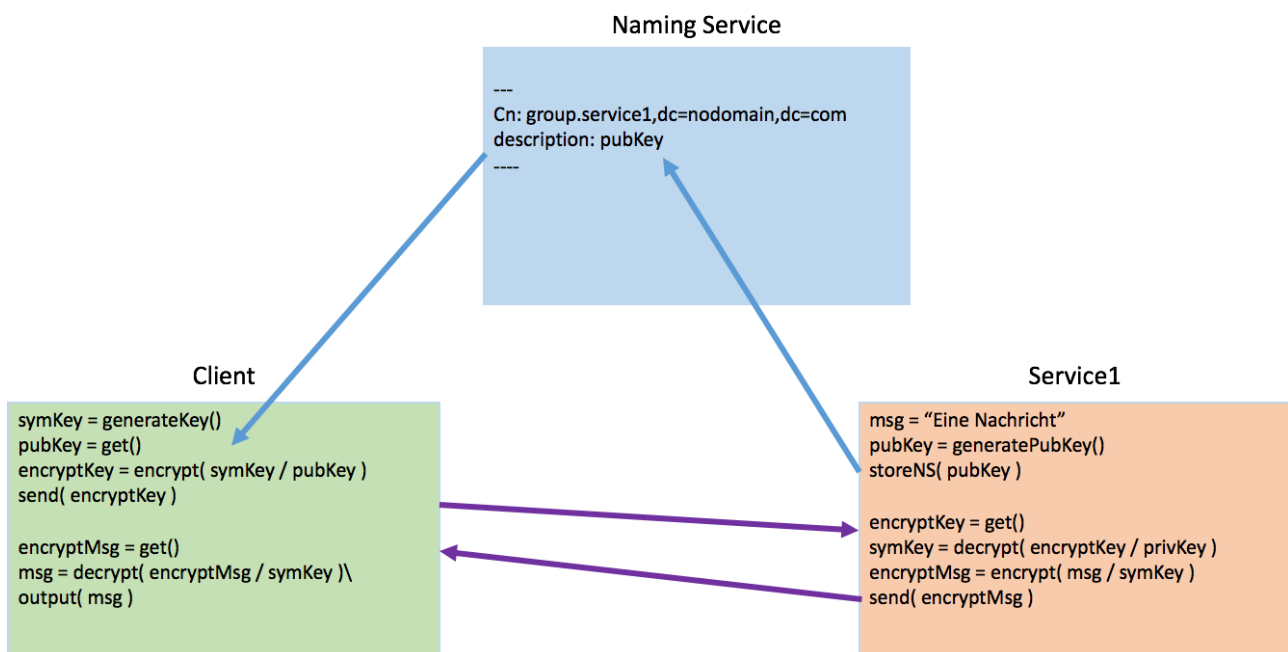 Naming Service
---
Cn: group.service1,dc=nodomain,dc=com
description: pubKey
----
Client
symKey = generateKey()
pubKey = get()
encryptKey = encrypt( symKey / pubKey )
send( encryptKey )
encryptMsg = get()
msg = decrypt( encryptMsg / symKey )\
output( msg )
Service1
msg = “Eine Nachricht”
pubKey = generatePubKey()
storeNS( pubKey )
encryptKey = get()
symKey = decrypt( encryptKey / privKey )
encryptMsg = encrypt( msg / symKey )
send( encryptMsg )